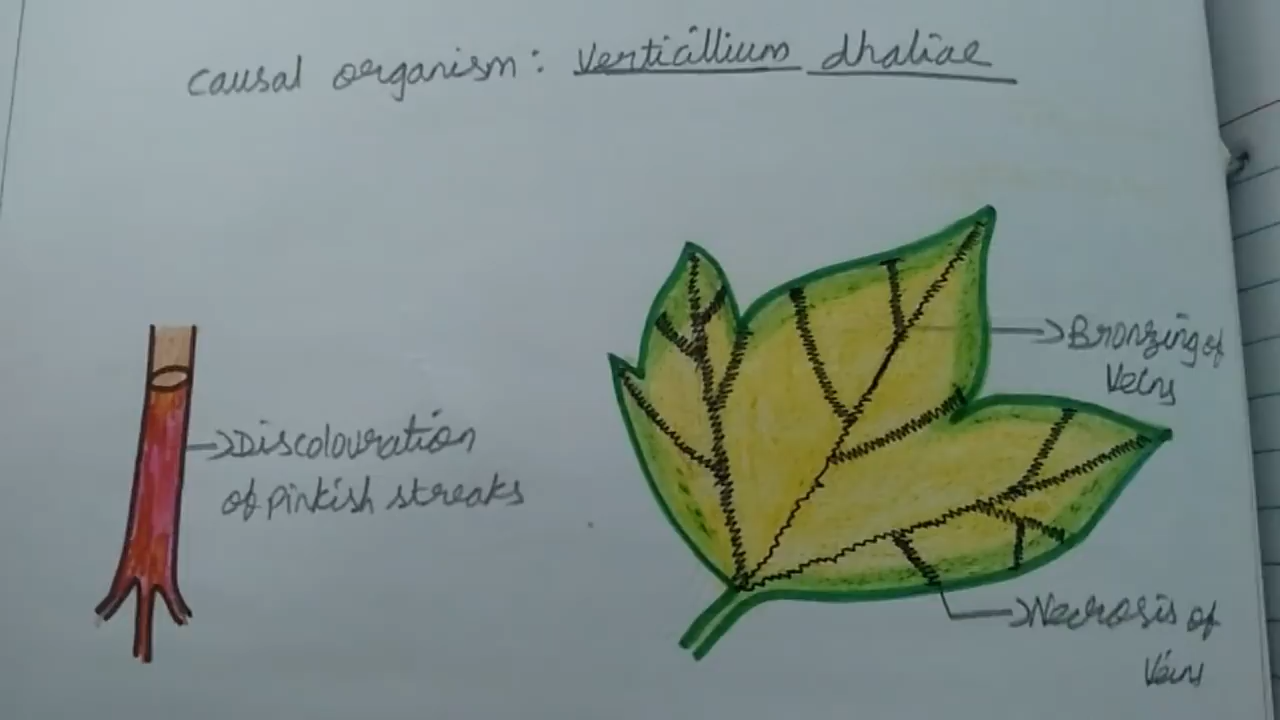 Causal organism: Verticillium dhaliae
Bronzing of
Veins
Discolouration
of pinkish streaks
Necrosis of
Veins